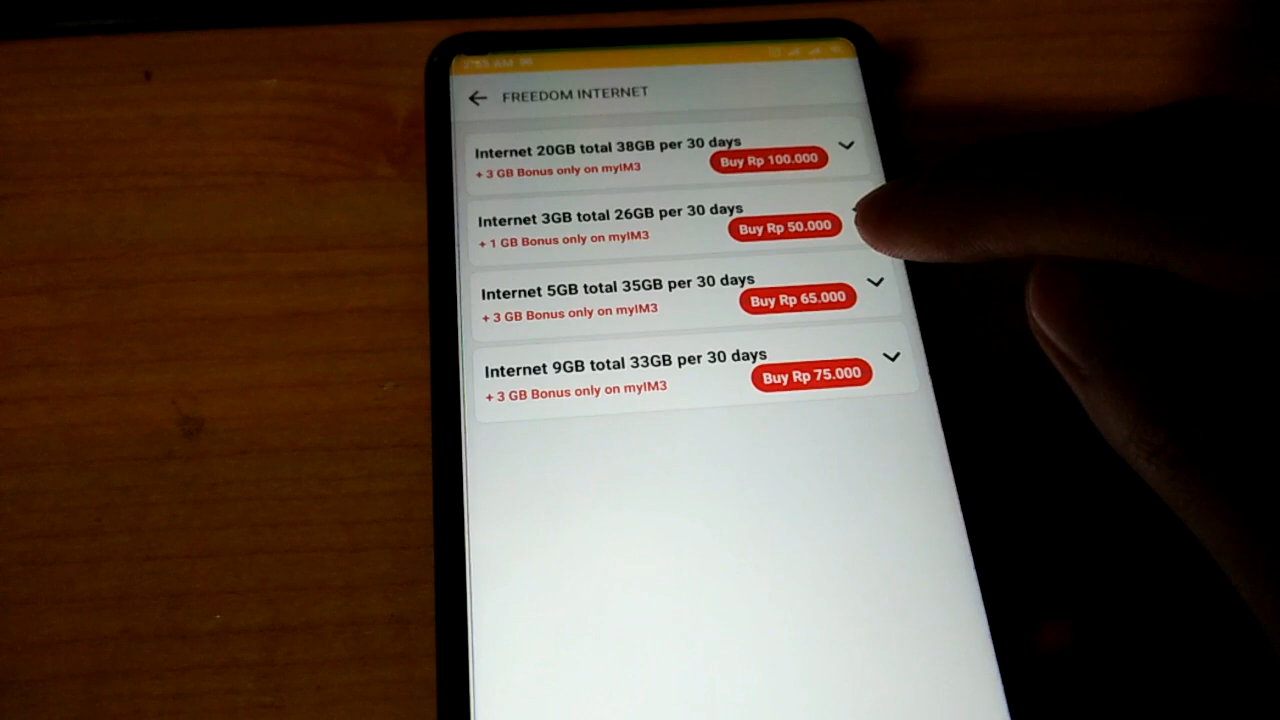 FREEDOM INTERNET
Internet 20GB total 38GB per 30 days
+ 3 GB Bonus only on myIM3
Buy Rp 100.000
Internet 3GB total 26GB per 30 days
+ 1 GB Bonus only on myIM3
Buy Rp 50.000
Internet 5GB total 35GB per 30 days
+ 3 GB Bonus only on myIM3
Buy Rp 65.000
Internet 9GB total 33GB per 30 days
+ 3 GB Bonus only on myIM3
Buy Rp 75.000